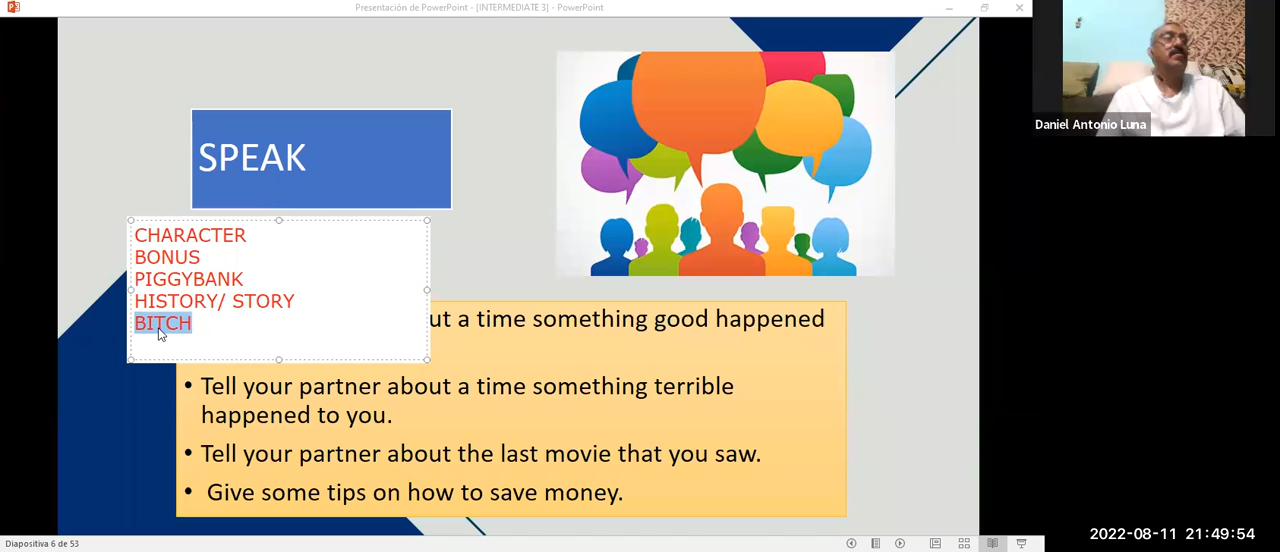 Presentación de PowerPoint - [INTERMEDIATE 3] - PowerPoint
Daniel Antonio Luna
SPEAK
CHARACTER
BONUS
PIGGYBANK
HISTORY/ STORY
BITCH
ut a time something good happened
• Tell your partner about a time something terrible
happened to you.
• Tell your partner about the last movie that you saw.
• Give some tips on how to save money.
2022-08-11 21:49:54
Diapositiva 6 de 53